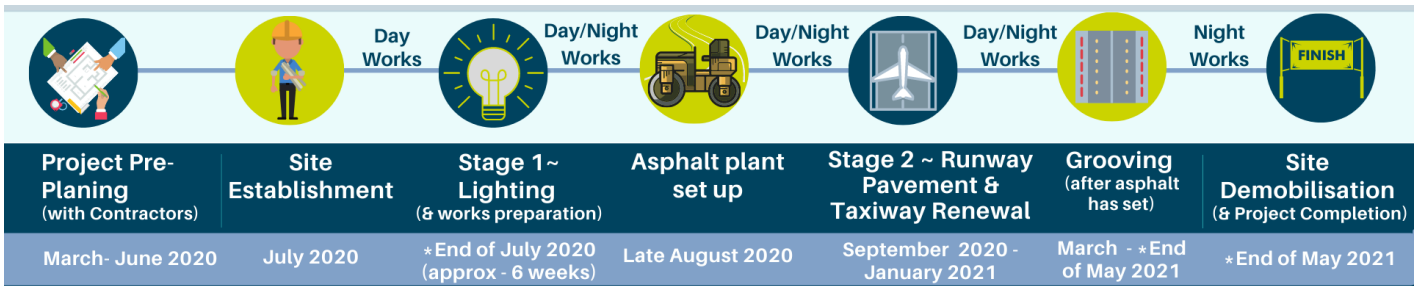 Day
Works
Day/Night
Works
Day/Night
Works
Day/Night
Works
Night
Works
FINISH
Project Pre-
Planing
(with Contractors)
Site
Establishment
Stage 1~
Lighting
(& works preparation)
Asphalt plant
set up
Stage 2 ~ Runway
Pavement &
Taxiway Renewal
Grooving
(after asphalt
has set)
Site
Demobilisation
(& Project Completion)
March- June 2020
July 2020
*End of July 2020
(approx - 6 weeks)
Late August 2020
September 2020 -
January 2021
March - *End
of May 2021
*End of May 2021